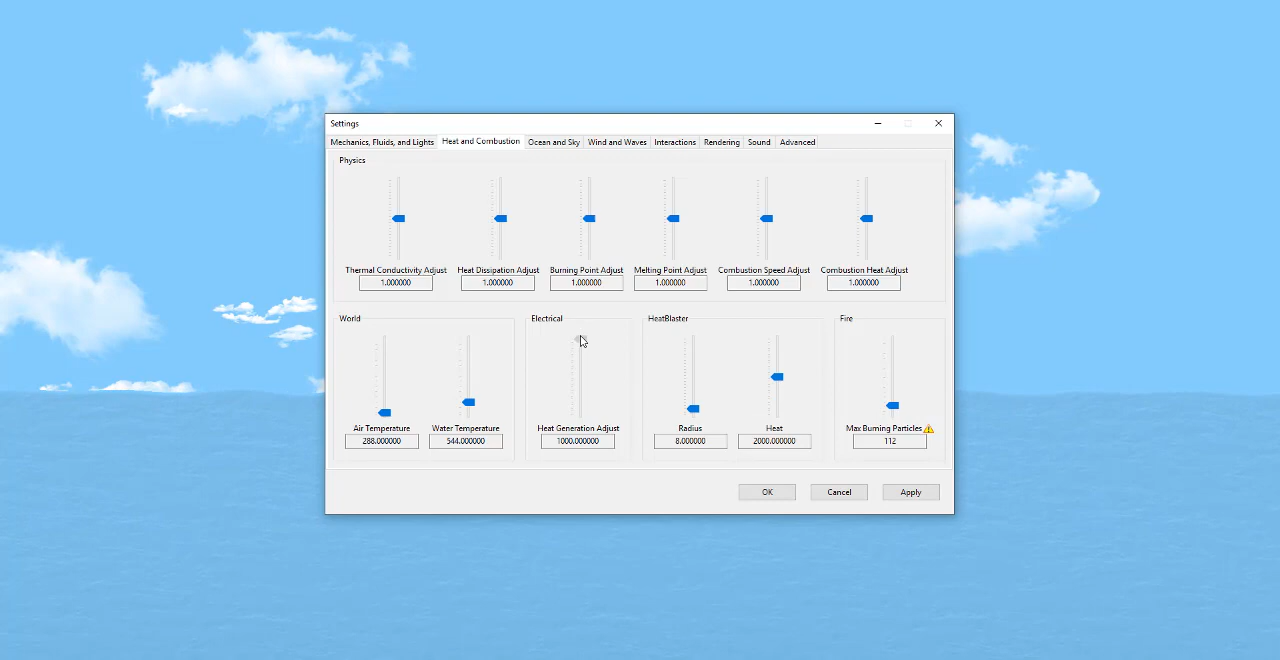 Settings
Mechanics, Fluids, and Lights Heat and Combustion Ocean and Sky Wind and Waves Interactions Rendering Sound Advanced
Physics
Thermal Conductivity Adjust Heat Dissipation Adjust Burning Point Adjust Melting Point Adjust Combustion Speed Adjust Combustion Heat Adjust
1.000000 1.000000 1.000000 1.000000 1.000000 1.000000
World Electrical HeatBlaster Fire
Air Temperature Water Temperature Heat Generation Adjust Radius Heat Max Burning Particles
288.000000 544.000000 1000.000000 8.000000 2000.000000 112
OK Cancel Apply